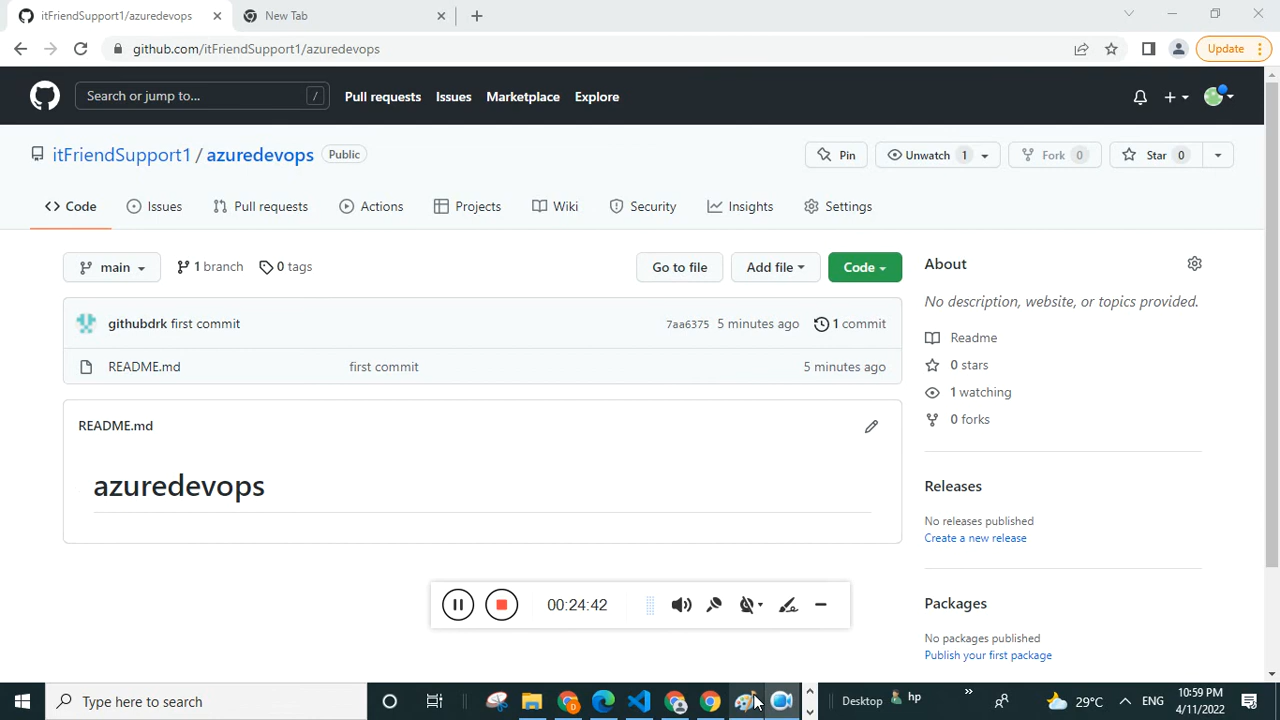 itFriendSupport1/azuredevops
New Tab
github.com/itFriendSupport1/azuredevops
Update
Search or jump to...
/
Pull requests
Issues
Marketplace
Explore
itFriendSupport1 / azuredevops
Public
Pin
Unwatch 1
Fork 0
Star 0
Code
Issues
Pull requests
Actions
Projects
Wiki
Security
Insights
Settings
main
1 branch
0 tags
Go to file
Add file
Code
githubdrk first commit
7aa6375 5 minutes ago
1 commit
README.md
first commit
5 minutes ago
README.md
azuredevops
About
No description, website, or topics provided.
Readme
0 stars
1 watching
0 forks
Releases
No releases published
Create a new release
Packages
No packages published
Publish your first package
00:24:42
Type here to search
Desktop
hp
29°C
ENG
10:59 PM
4/11/2022